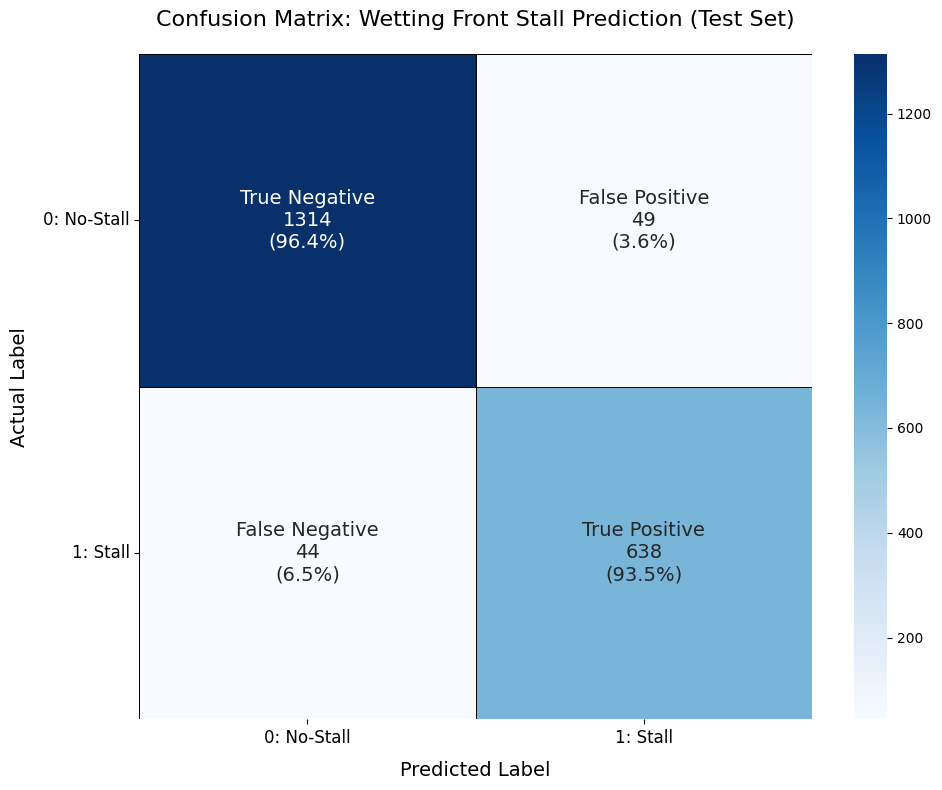 Confusion Matrix: Wetting Front Stall Prediction (Test Set)
True Negative
1314
(96.4%)
False Positive
49
(3.6%)
False Negative
44
(6.5%)
True Positive
638
(93.5%)
Actual Label
0: No-Stall
1: Stall
0: No-Stall
1: Stall
Predicted Label
1200
1000
800
600
400
200